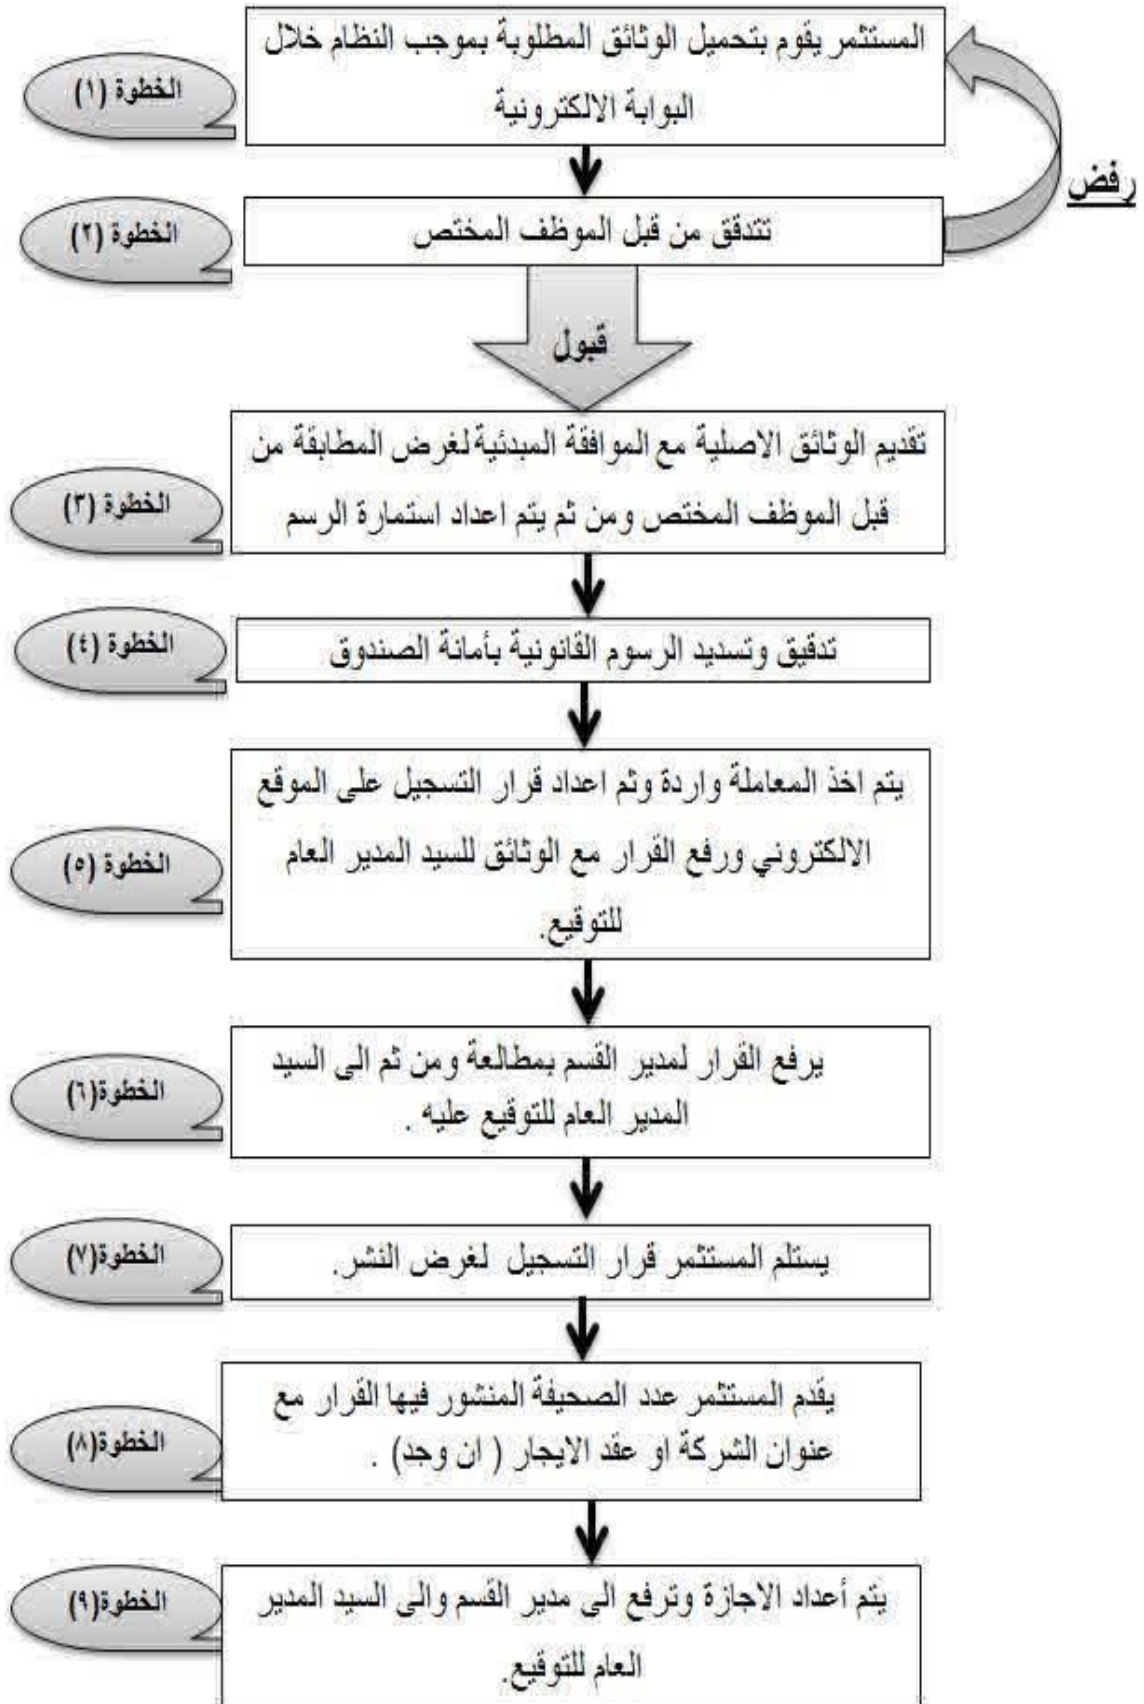 المستثمر يقوم بتحميل الوثائق المطلوبة بموجب النظام خلال
البوابة الالكترونية
الخطوة (١)
رفض
تتدقق من قبل الموظف المختص
الخطوة (٢)
قبول
تقديم الوثائق الاصلية مع الموافقة المبدئية لغرض المطابقة من
قبل الموظف المختص ومن ثم يتم اعداد استمارة الرسم
الخطوة (٣)
تدقيق وتسديد الرسوم القانونية بأمانة الصندوق
الخطوة (٤)
يتم اخذ المعاملة واردة وثم اعداد قرار التسجيل على الموقع
الالكتروني ورفع القرار مع الوثائق للسيد المدير العام
للتوقيع.
الخطوة (٥)
يرفع القرار لمدير القسم بمطالعة ومن ثم الى السيد
المدير العام للتوقيع عليه .
الخطوة(٦)
يستلم المستثمر قرار التسجيل لغرض النشر.
الخطوة(٧)
يقدم المستثمر عدد الصحيفة المنشور فيها القرار مع
عنوان الشركة او عقد الايجار ( ان وجد) .
الخطوة(٨)
يتم أعداد الاجازة وترفع الى مدير القسم والى السيد المدير
العام للتوقيع.
الخطوة(٩)